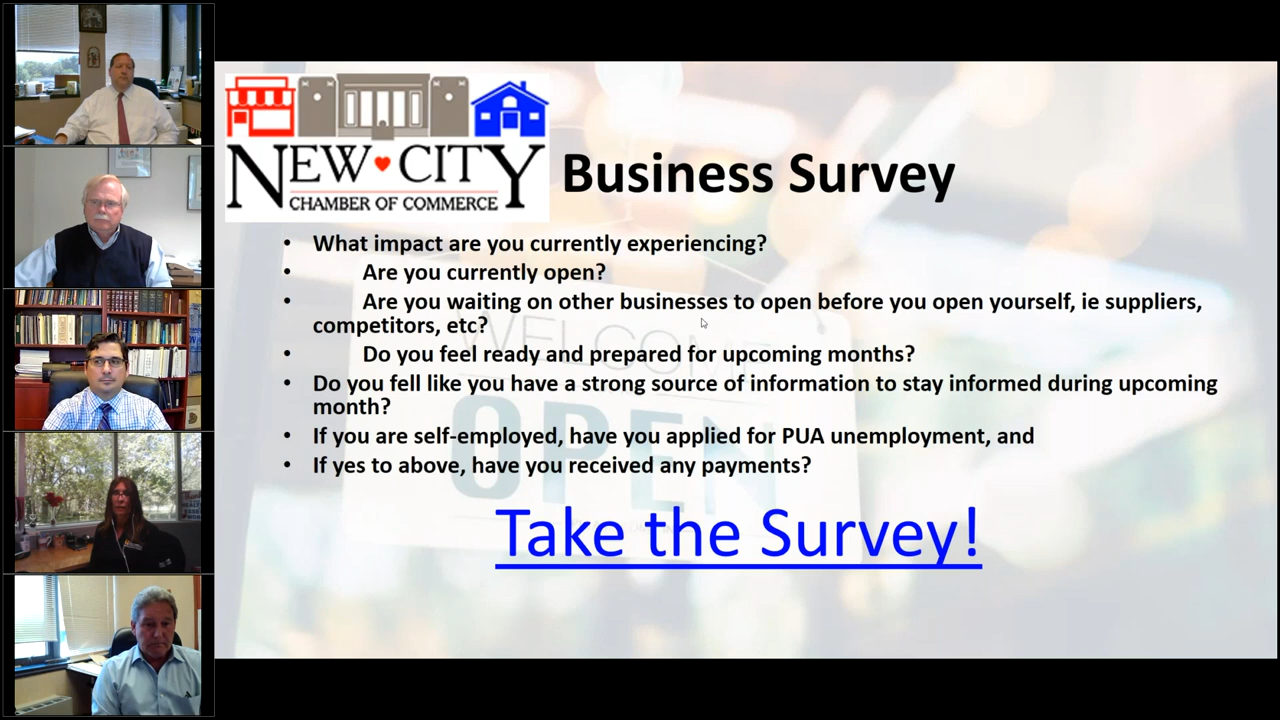 NEW CITY
CHAMBER OF COMMERCE
Business Survey
• What impact are you currently experiencing?
• Are you currently open?
• Are you waiting on other businesses to open before you open yourself, ie suppliers,
competitors, etc?
• Do you feel ready and prepared for upcoming months?
• Do you fell like you have a strong source of information to stay informed during upcoming
month?
• If you are self-employed, have you applied for PUA unemployment, and
• If yes to above, have you received any payments?
Take the Survey!
WELCOME
OPEN